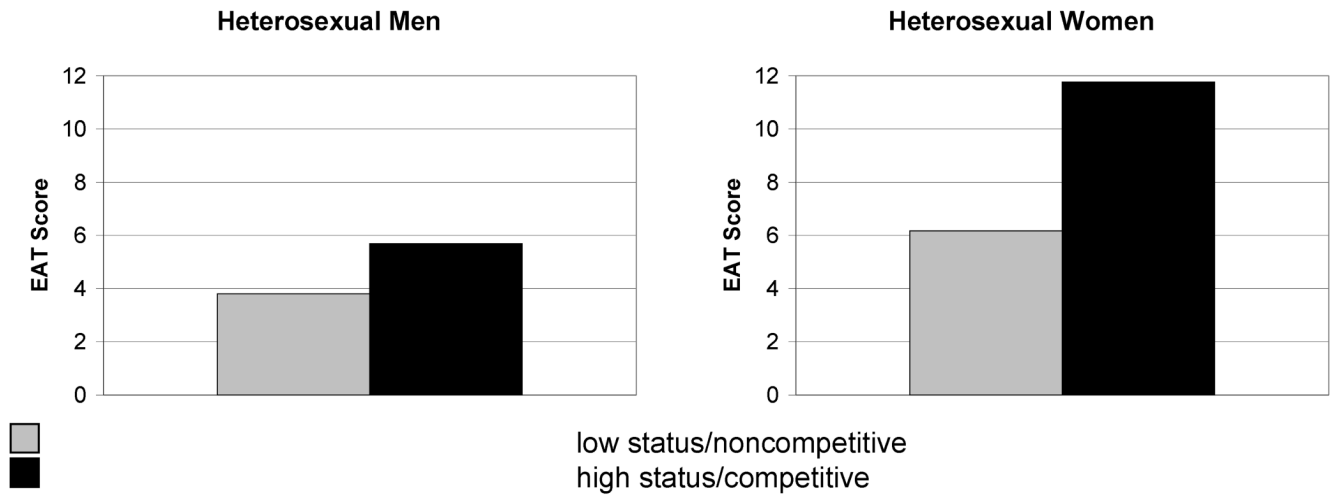 Heterosexual Men
12
10
8
6
4
2
0
EAT Score
Heterosexual Women
12
10
8
6
4
2
0
EAT Score
low status/noncompetitive
high status/competitive